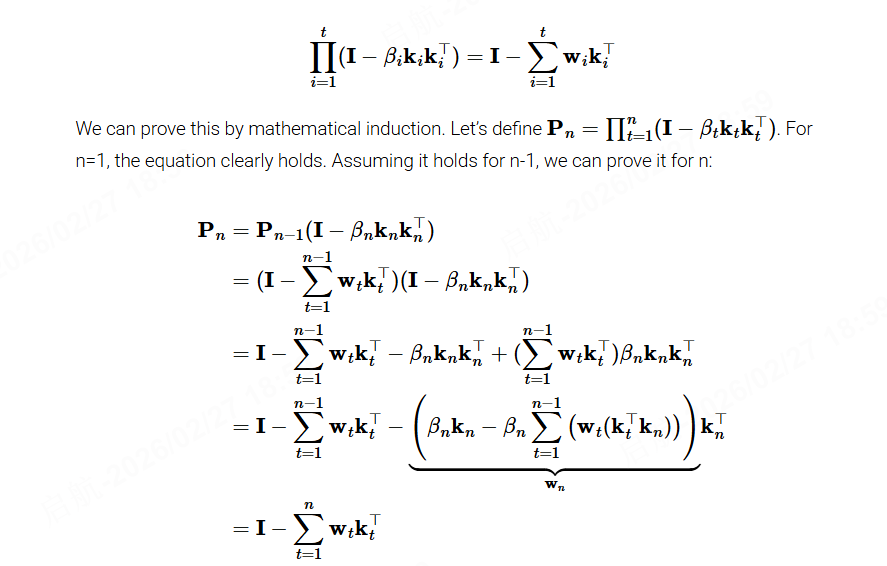 \prod_{i=1}^{t} (\mathbf{I} - \beta_i \mathbf{k}_i \mathbf{k}_i^\top) = \mathbf{I} - \sum_{i=1}^{t} \mathbf{w}_i \mathbf{k}_i^\top
We can prove this by mathematical induction. Let's define \mathbf{P}_n = \prod_{t=1}^{n} (\mathbf{I} - \beta_t \mathbf{k}_t \mathbf{k}_t^\top). For
n=1, the equation clearly holds. Assuming it holds for n-1, we can prove it for n:
\mathbf{P}_n = \mathbf{P}_{n-1} (\mathbf{I} - \beta_n \mathbf{k}_n \mathbf{k}_n^\top)
= (\mathbf{I} - \sum_{t=1}^{n-1} \mathbf{w}_t \mathbf{k}_t^\top)(\mathbf{I} - \beta_n \mathbf{k}_n \mathbf{k}_n^\top)
= \mathbf{I} - \sum_{t=1}^{n-1} \mathbf{w}_t \mathbf{k}_t^\top - \beta_n \mathbf{k}_n \mathbf{k}_n^\top + (\sum_{t=1}^{n-1} \mathbf{w}_t \mathbf{k}_t^\top) \beta_n \mathbf{k}_n \mathbf{k}_n^\top
= \mathbf{I} - \sum_{t=1}^{n-1} \mathbf{w}_t \mathbf{k}_t^\top - \underbrace{\left( \beta_n \mathbf{k}_n - \beta_n \sum_{t=1}^{n-1} (\mathbf{w}_t (\mathbf{k}_t^\top \mathbf{k}_n)) \right)}_{\mathbf{w}_n} \mathbf{k}_n^\top
= \mathbf{I} - \sum_{t=1}^{n} \mathbf{w}_t \mathbf{k}_t^\top